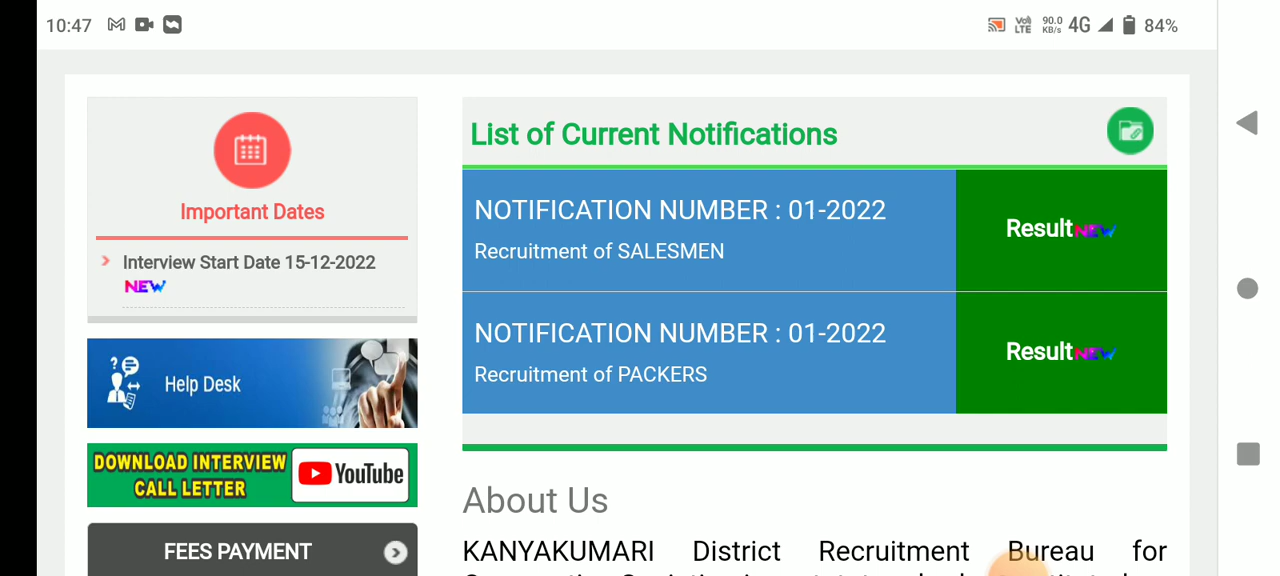 10:47
Vo) LTE 90.0 KB/s 4G 84%
Important Dates
Interview Start Date 15-12-2022
NEW
Help Desk
DOWNLOAD INTERVIEW
CALL LETTER
YouTube
FEES PAYMENT
List of Current Notifications
NOTIFICATION NUMBER : 01-2022
Recruitment of SALESMEN
Result NEW
NOTIFICATION NUMBER : 01-2022
Recruitment of PACKERS
Result NEW
About Us
KANYAKUMARI District Recruitment Bureau for